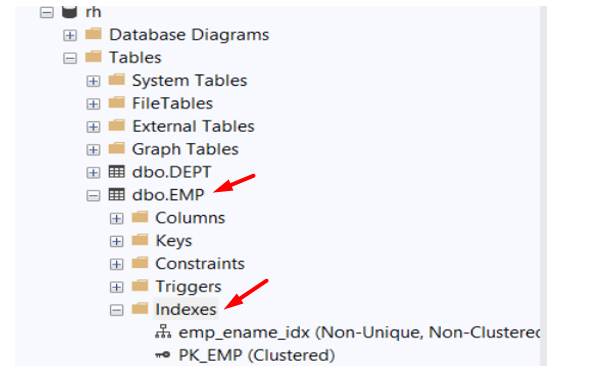 rh
Database Diagrams
Tables
System Tables
FileTables
External Tables
Graph Tables
dbo.DEPT
dbo.EMP
Columns
Keys
Constraints
Triggers
Indexes
emp_ename_idx (Non-Unique, Non-Clustered
PK_EMP (Clustered)